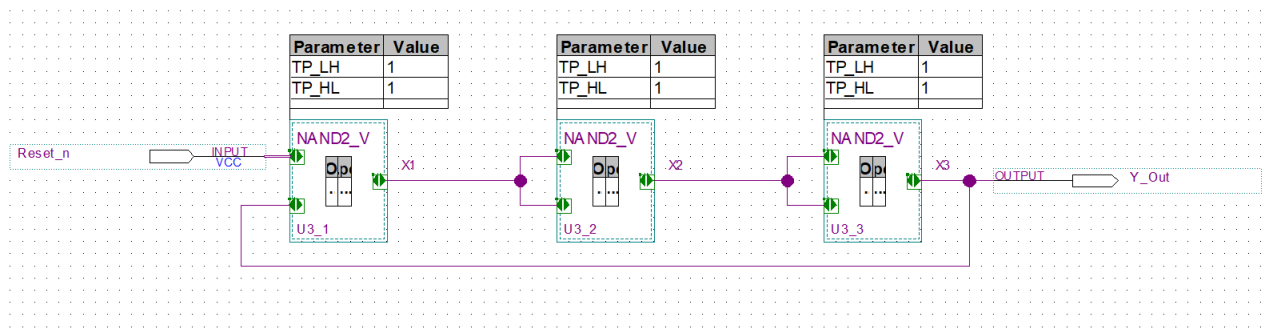 Parameter Value
TP_LH 1
TP_HL 1
Parameter Value
TP_LH 1
TP_HL 1
Parameter Value
TP_LH 1
TP_HL 1
NAND2_V
NAND2_V
NAND2_V
Reset_n
INPUT
VCC
X1
X2
X3
OUTPUT
Y_Out
U3_1
U3_2
U3_3